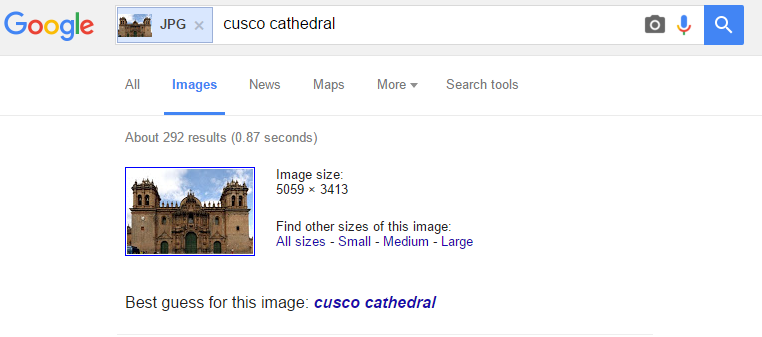 Google JPG × cusco cathedral
All Images News Maps More Search tools
About 292 results (0.87 seconds)
Image size:
5059 × 3413
Find other sizes of this image:
All sizes - Small - Medium - Large
Best guess for this image: cusco cathedral